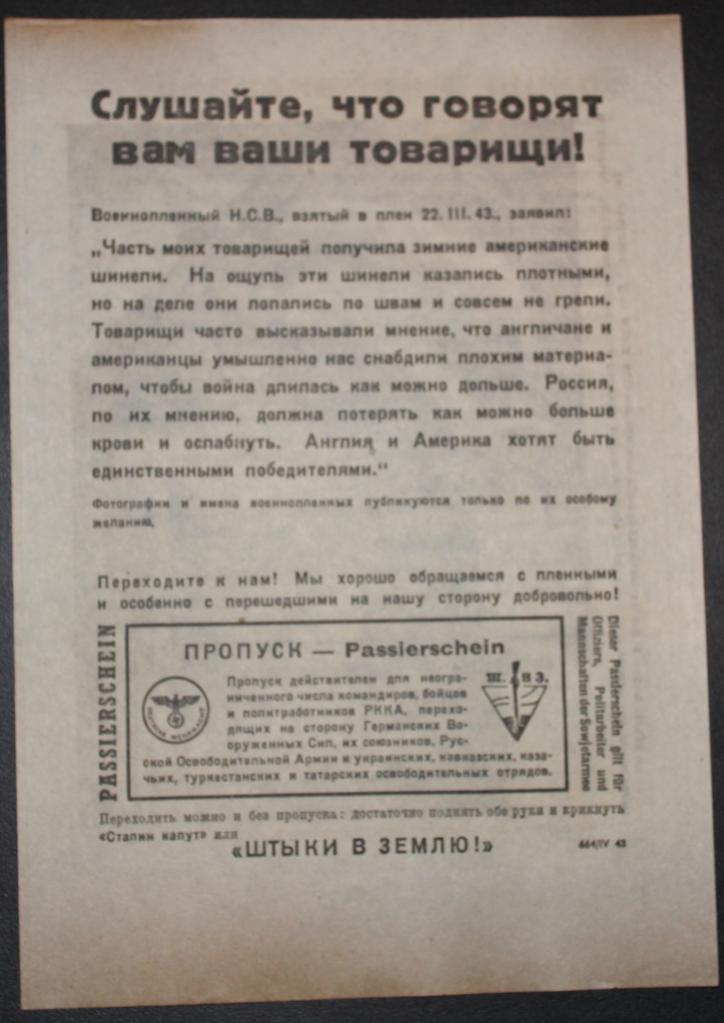 Слушайте, что говорят
вам ваши товарищи!
Военнопленный Н.С.В., взятый в плен 22. III. 43., заявил:
„Часть моих товарищей получила зимние американские
шинели. На ощупь эти шинели казались плотными,
но на деле они попались по швам и совсем не грели.
Товарищи часто высказывали мнение, что англичане и
американцы умышленно нас снабдили плохим материа-
лом, чтобы война длилась как можно дольше. Россия,
по их мнению, должна потерять как можно больше
крови и ослабнуть. Англия и Америка хотят быть
единственными победителями.“
Фотографии и имена военнопленных публикуются только по их особому
желанию.
Переходите к нам! Мы хорошо обращаемся с пленными
и особенно с перешедшими на нашу сторону добровольно!
PASSIERSCHEIN
ПРОПУСК — Passierschein
Пропуск действителен для неогра-
ниченного числа командиров, бойцов
и политработников РККА, перехо-
дящих на сторону Германских Во-
оруженных Сил, их союзников, Рус-
ской Освободительной Армии и украинских, кавказских, каза-
чьих, туркестанских и татарских освободительных отрядов.
DEUTSCHE WEHRMACHT
Ш. В З.
Dieser Passierschein gilt für
Offiziere, Politarbeiter und
Mannschaften der Sowjetarmee
Переходить можно и без пропуска: достаточно поднять обе руки и крикнуть
«Сталин капут» или
«ШТЫКИ В ЗЕМЛЮ!»
664/IV 43